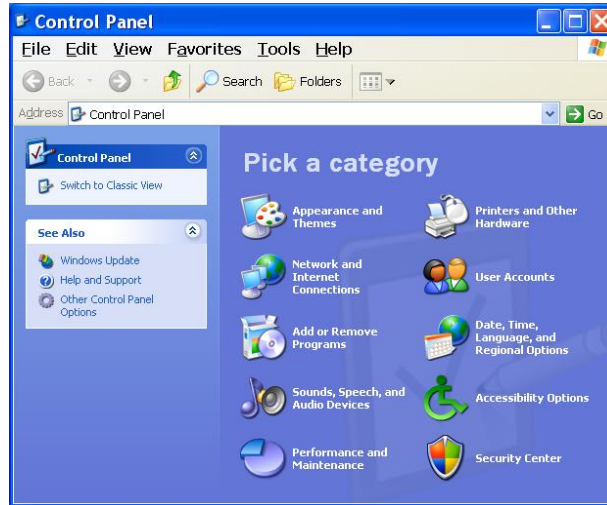 Control Panel
File Edit View Favorites Tools Help
Back Search Folders
Address Control Panel Go
Control Panel
Switch to Classic View
See Also
Windows Update
Help and Support
Other Control Panel
Options
Pick a category
Appearance and
Themes
Printers and Other
Hardware
Network and
Internet
Connections
User Accounts
Add or Remove
Programs
Date, Time,
Language, and
Regional Options
Sounds, Speech, and
Audio Devices
Accessibility Options
Performance and
Maintenance
Security Center